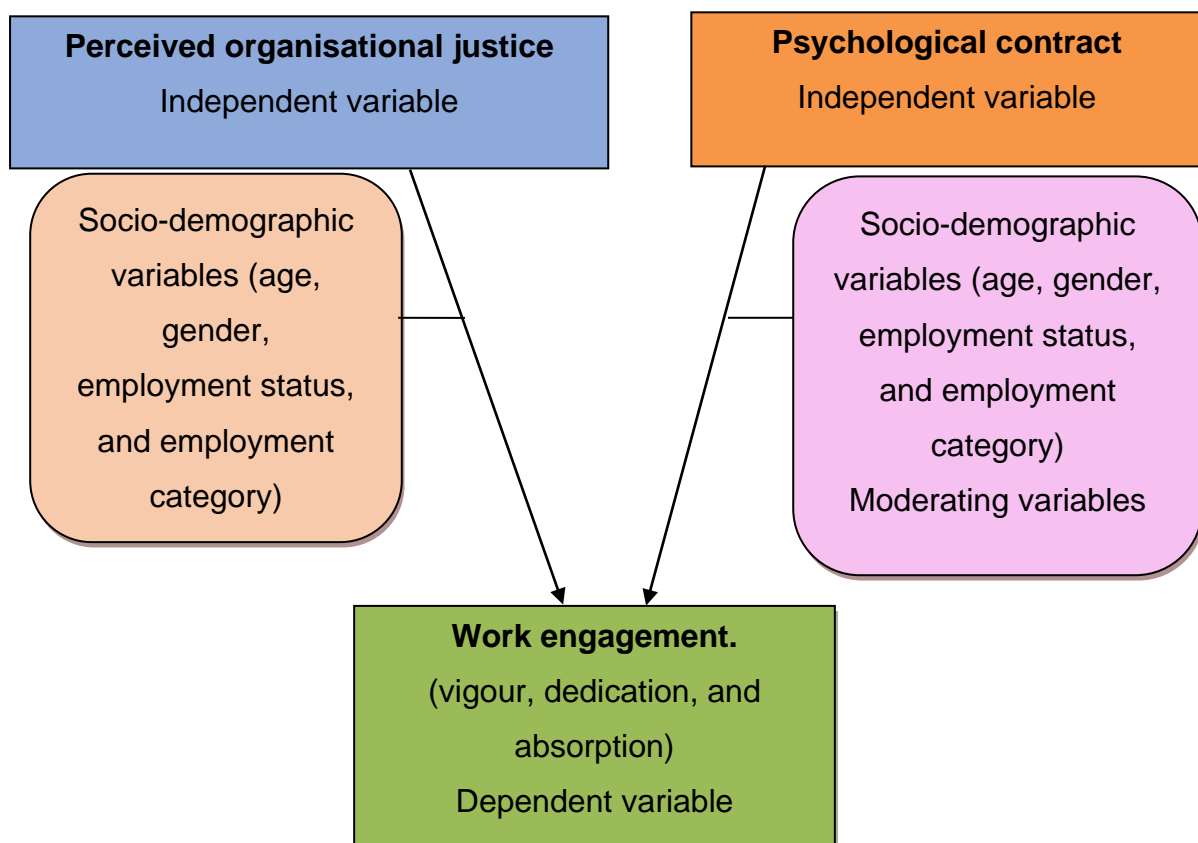 Perceived organisational justice
Independent variable
Psychological contract
Independent variable
Socio-demographic
variables (age,
gender,
employment status,
and employment
category)
Socio-demographic
variables (age, gender,
employment status,
and employment
category)
Moderating variables
Work engagement.
(vigour, dedication, and
absorption)
Dependent variable